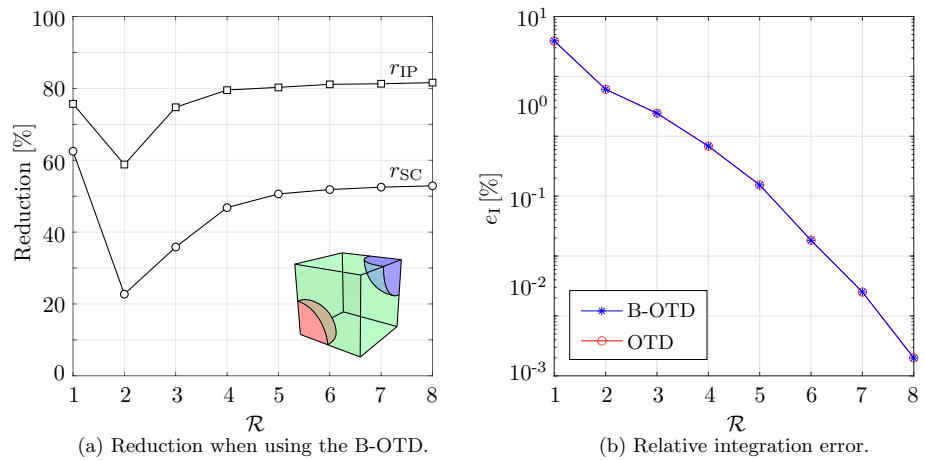 100
80
60
40
20
0
Reduction [%]
r_IP
r_SC
1 2 3 4 5 6 7 8
ℛ
(a) Reduction when using the B-OTD.
10^1
10^0
10^-1
10^-2
10^-3
e_I [%]
B-OTD
OTD
1 2 3 4 5 6 7 8
ℛ
(b) Relative integration error.